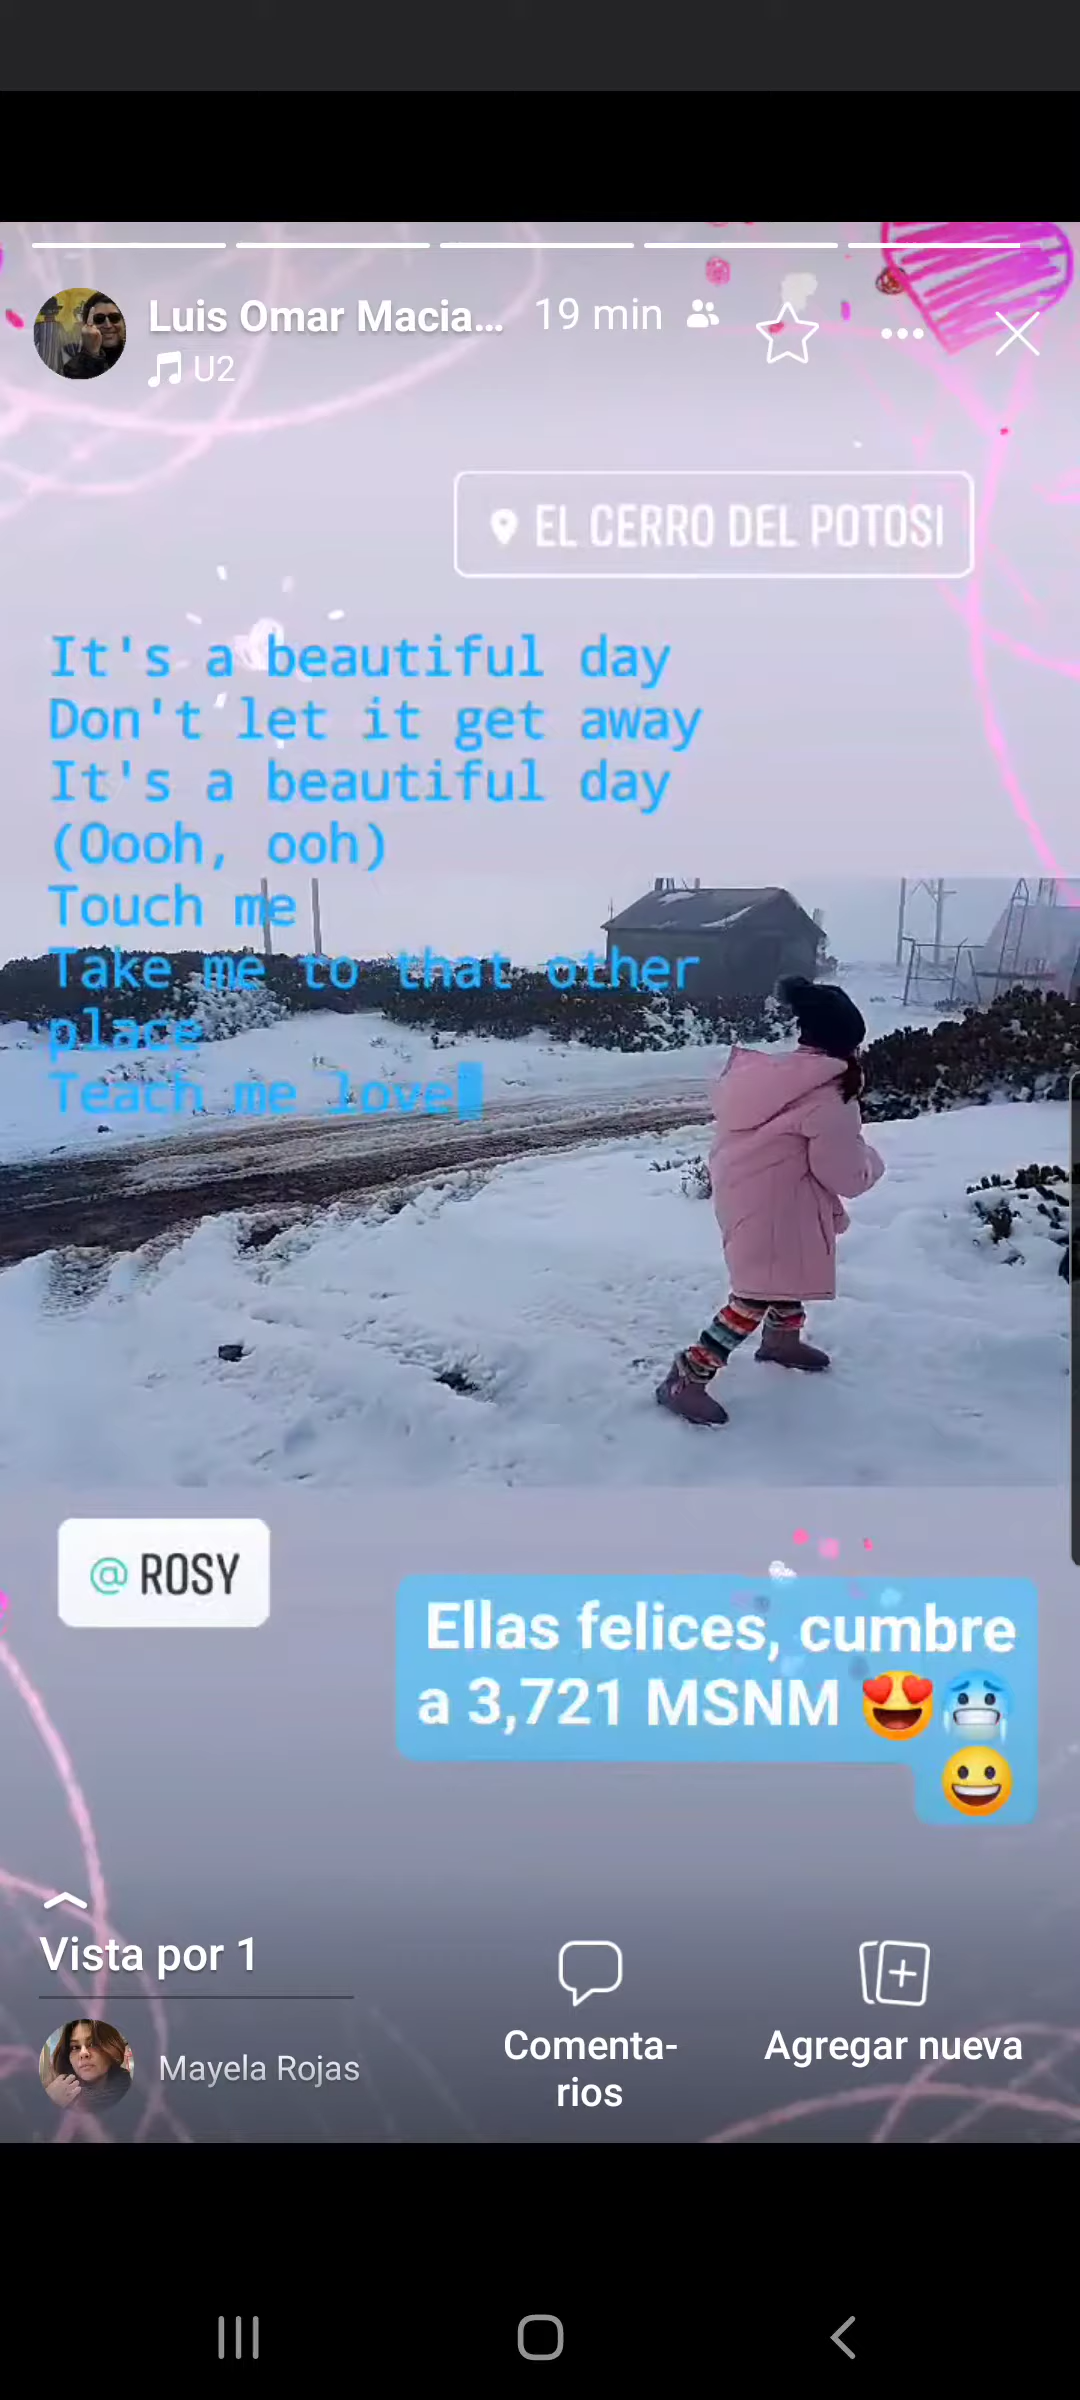 Luis Omar Macia... 19 min
U2
EL CERRO DEL POTOSI
It's a beautiful day
Don't let it get away
It's a beautiful day
(Oooh, ooh)
Touch me
Take me to that other
place
Teach me love
@ ROSY
Ellas felices, cumbre
a 3,721 MSNM 😍🥶
😀
Vista por 1
Mayela Rojas
Comenta-
rios
Agregar nueva